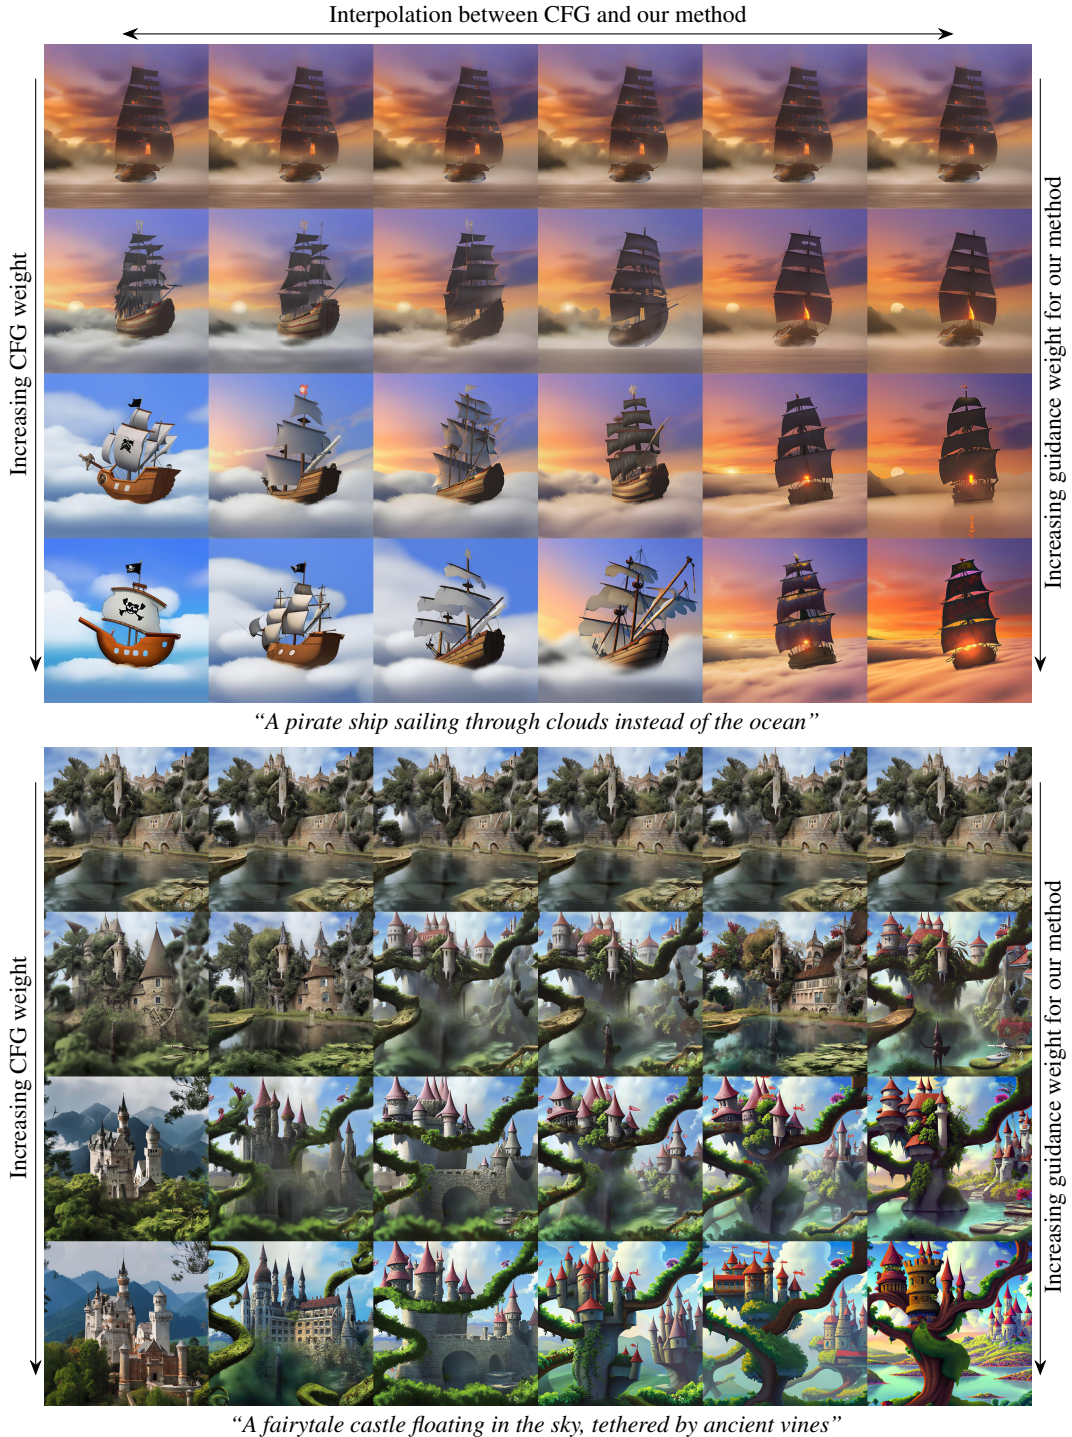 Interpolation between CFG and our method
Increasing CFG weight
Increasing guidance weight for our method
“A pirate ship sailing through clouds instead of the ocean”
Increasing CFG weight
Increasing guidance weight for our method
“A fairytale castle floating in the sky, tethered by ancient vines”